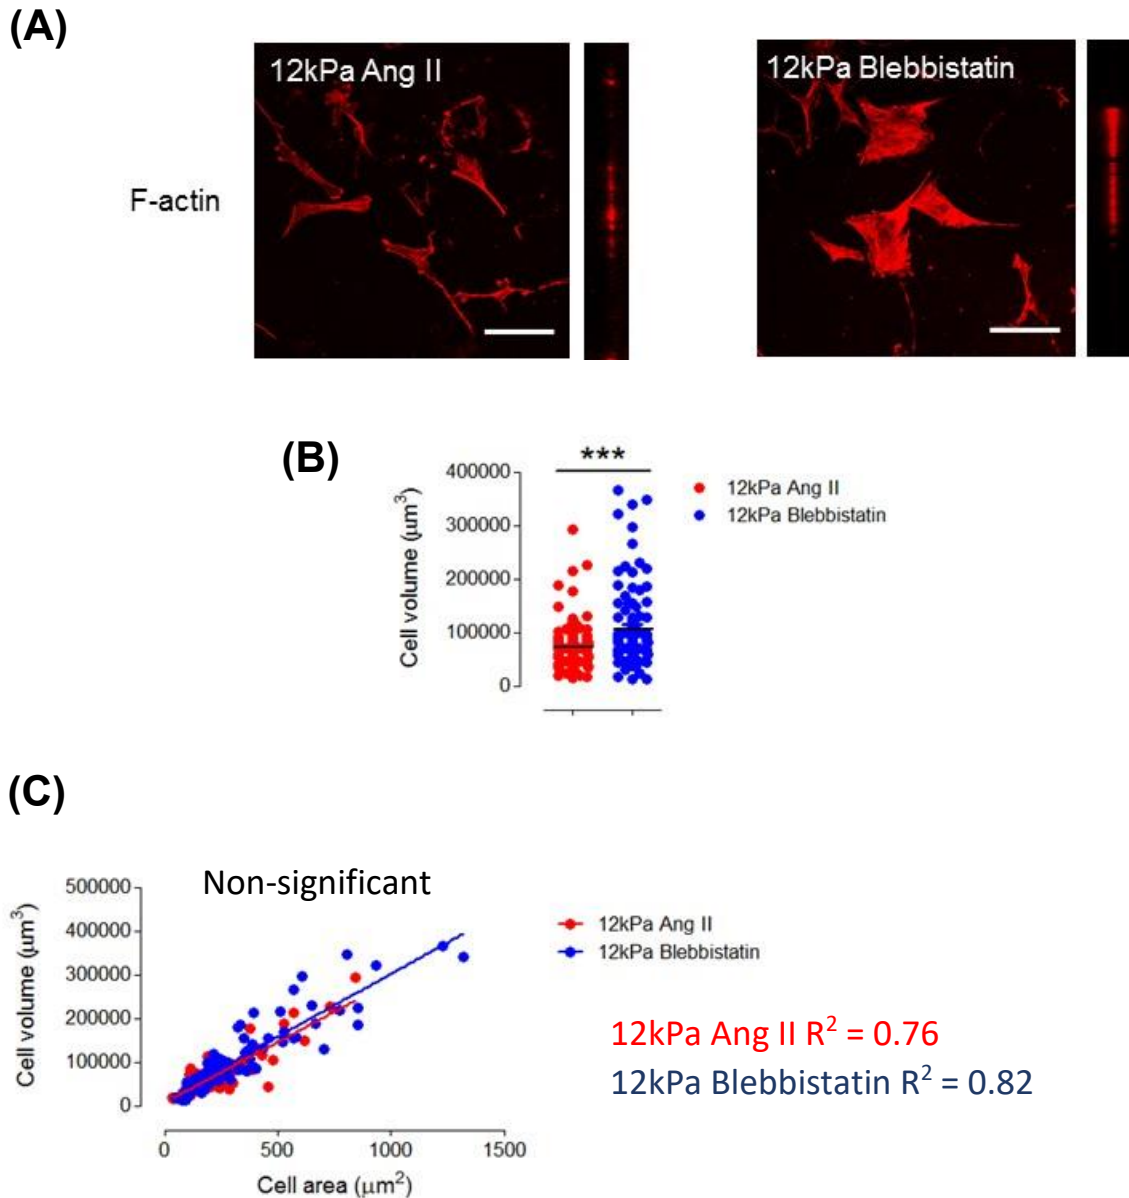 (A)
12kPa Ang II
12kPa Blebbistatin
F-actin
(B)
***
400000
300000
200000
100000
0
Cell volume (μm³)
12kPa Ang II
12kPa Blebbistatin
(C)
Non-significant
500000
400000
300000
200000
100000
0
Cell volume (μm³)
0 500 1000 1500
Cell area (μm²)
12kPa Ang II
12kPa Blebbistatin
12kPa Ang II R² = 0.76
12kPa Blebbistatin R² = 0.82